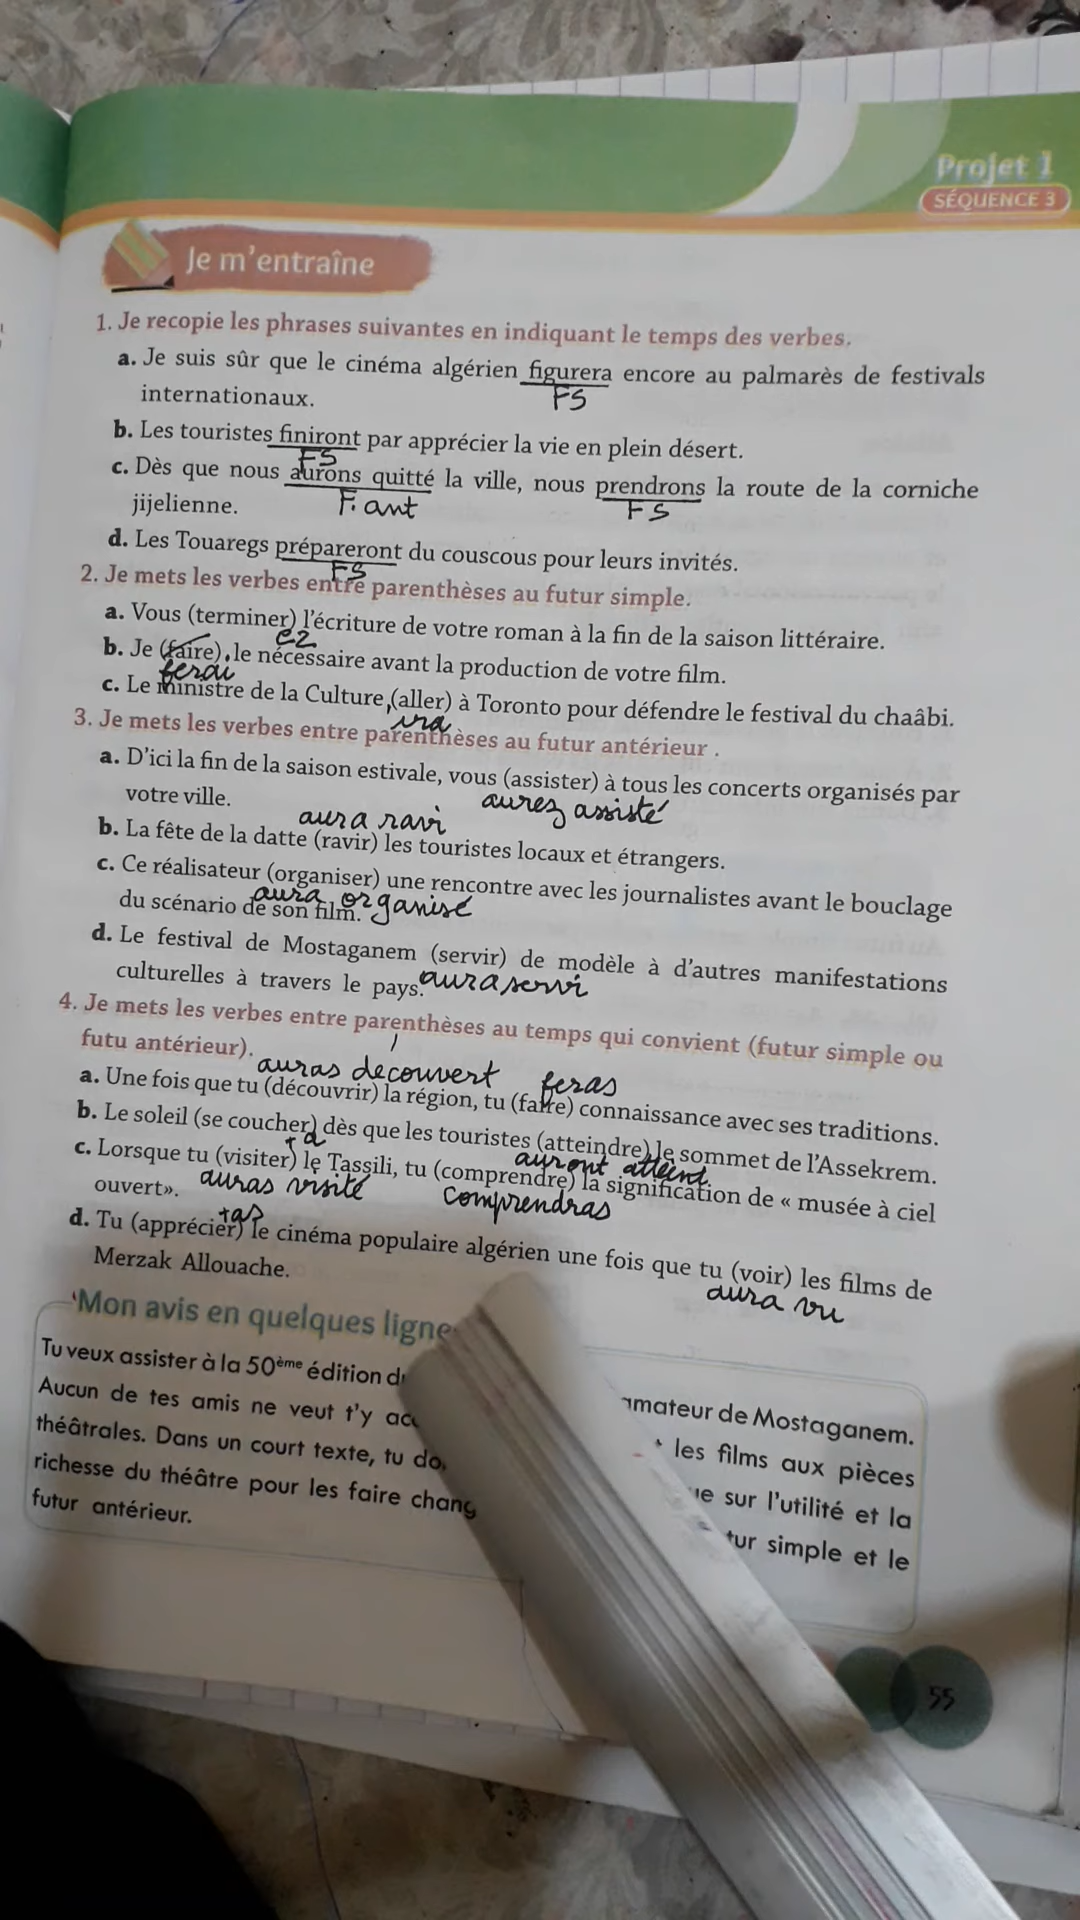 Projet 1
SÉQUENCE 3
Je m'entraîne
1. Je recopie les phrases suivantes en indiquant le temps des verbes.
a. Je suis sûr que le cinéma algérien figurera encore au palmarès de festivals
FS
internationaux.
b. Les touristes finiront par apprécier la vie en plein désert.
FS
c. Dès que nous aurons quitté la ville, nous prendrons la route de la corniche
F. ant FS
jijelienne.
d. Les Touaregs prépareront du couscous pour leurs invités.
FS
2. Je mets les verbes entre parenthèses au futur simple.
a. Vous (terminer) l'écriture de votre roman à la fin de la saison littéraire.
ez
b. Je (faire) le nécessaire avant la production de votre film.
ferai
c. Le ministre de la Culture (aller) à Toronto pour défendre le festival du chaâbi.
ira
3. Je mets les verbes entre parenthèses au futur antérieur .
a. D'ici la fin de la saison estivale, vous (assister) à tous les concerts organisés par
aurez assisté
votre ville.
aura ravi
b. La fête de la datte (ravir) les touristes locaux et étrangers.
c. Ce réalisateur (organiser) une rencontre avec les journalistes avant le bouclage
aura organisé
du scénario de son film.
d. Le festival de Mostaganem (servir) de modèle à d'autres manifestations
culturelles à travers le pays. aura servi
4. Je mets les verbes entre parenthèses au temps qui convient (futur simple ou
futu antérieur).
auras decouvert feras
a. Une fois que tu (découvrir) la région, tu (faire) connaissance avec ses traditions.
b. Le soleil (se coucher) dès que les touristes (atteindre) le sommet de l'Assekrem.
+ a auront atteind
c. Lorsque tu (visiter) le Tassili, tu (comprendre) la signification de « musée à ciel
auras visité comprendras
ouvert».
+as
d. Tu (apprécier) le cinéma populaire algérien une fois que tu (voir) les films de
aura vu
Merzak Allouache.
Mon avis en quelques ligne
Tu veux assister à la 50ème édition d amateur de Mostaganem.
Aucun de tes amis ne veut t'y ac les films aux pièces
théâtrales. Dans un court texte, tu do sur l'utilité et la
richesse du théâtre pour les faire chang tur simple et le
futur antérieur.
55